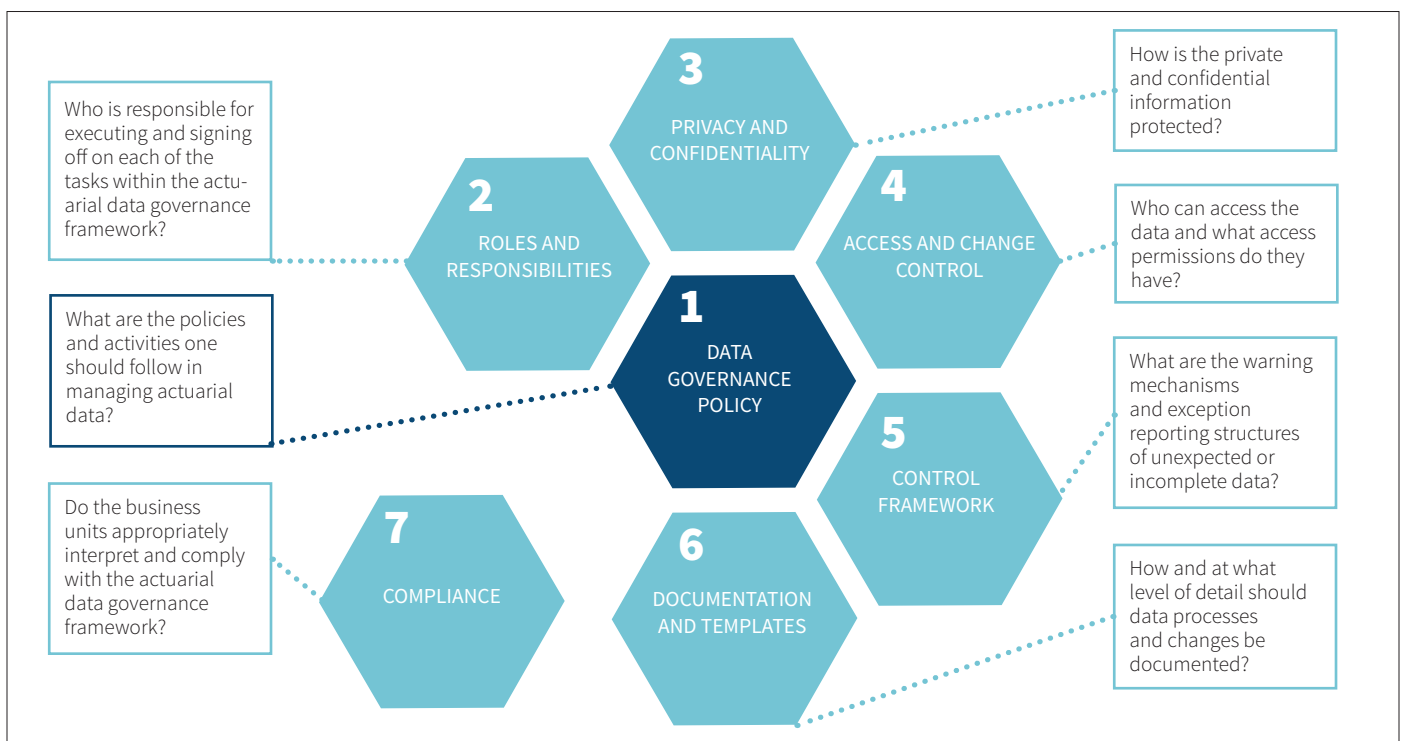 1
DATA
GOVERNANCE
POLICY
What are the policies
and activities one
should follow in
managing actuarial
data?
2
ROLES AND
RESPONSIBILITIES
Who is responsible for
executing and signing
off on each of the
tasks within the actu-
arial data governance
framework?
3
PRIVACY AND
CONFIDENTIALITY
How is the private
and confidential
information
protected?
4
ACCESS AND CHANGE
CONTROL
Who can access the
data and what access
permissions do they
have?
5
CONTROL
FRAMEWORK
What are the warning
mechanisms
and exception
reporting structures
of unexpected or
incomplete data?
6
DOCUMENTATION
AND TEMPLATES
How and at what
level of detail should
data processes
and changes be
documented?
7
COMPLIANCE
Do the business
units appropriately
interpret and comply
with the actuarial
data governance
framework?